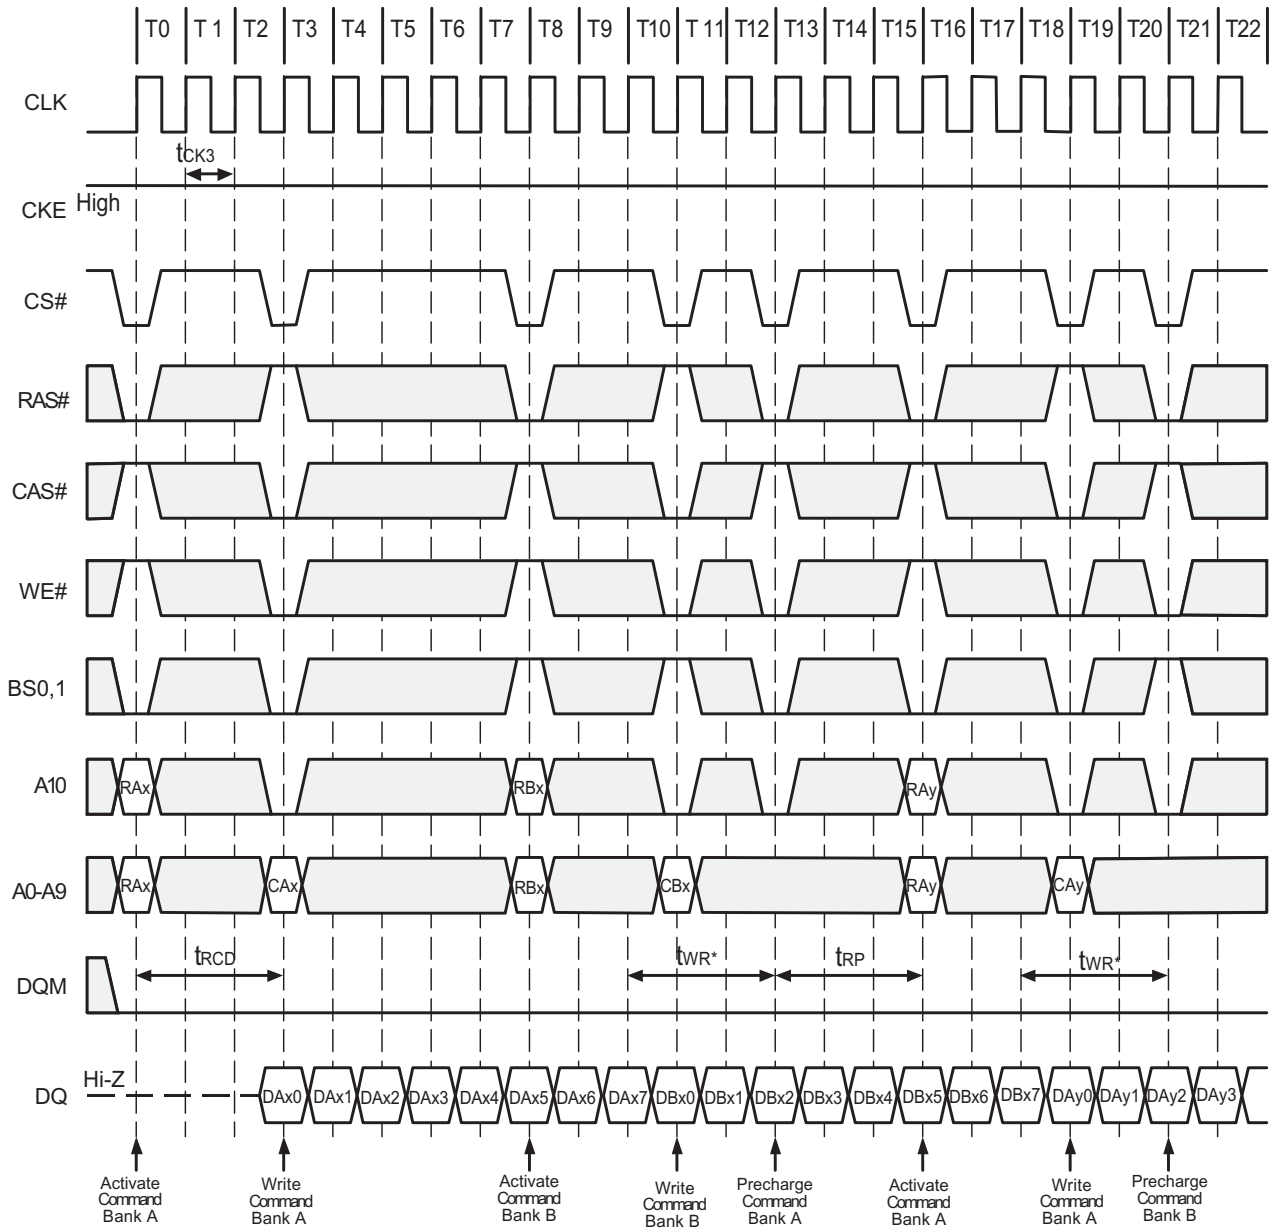 T0 T 1 T2 T3 T4 T5 T6 T7 T8 T9 T10 T 11 T12 T13 T14 T15 T16 T17 T18 T19 T20 T21 T22
CLK
tCK3
CKE High
CS#
RAS#
CAS#
WE#
BS0,1
A10 RAx RBx RAy
A0-A9 RAx CAx RBx CBx RAy CAy
DQM tRCD tWR* tRP tWR*
Hi-Z
DQ DAx0 DAx1 DAx2 DAx3 DAx4 DAx5 DAx6 DAx7 DBx0 DBx1 DBx2 DBx3 DBx4 DBx5 DBx6 DBx7 DAy0 DAy1 DAy2 DAy3
Activate
Command
Bank A
Write
Command
Bank A
Activate
Command
Bank B
Write
Command
Bank B
Precharge
Command
Bank A
Activate
Command
Bank A
Write
Command
Bank A
Precharge
Command
Bank B